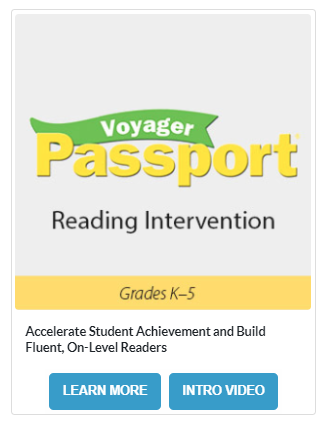 Voyager
Passport®
Reading Intervention
Grades K–5
Accelerate Student Achievement and Build
Fluent, On-Level Readers
LEARN MORE INTRO VIDEO